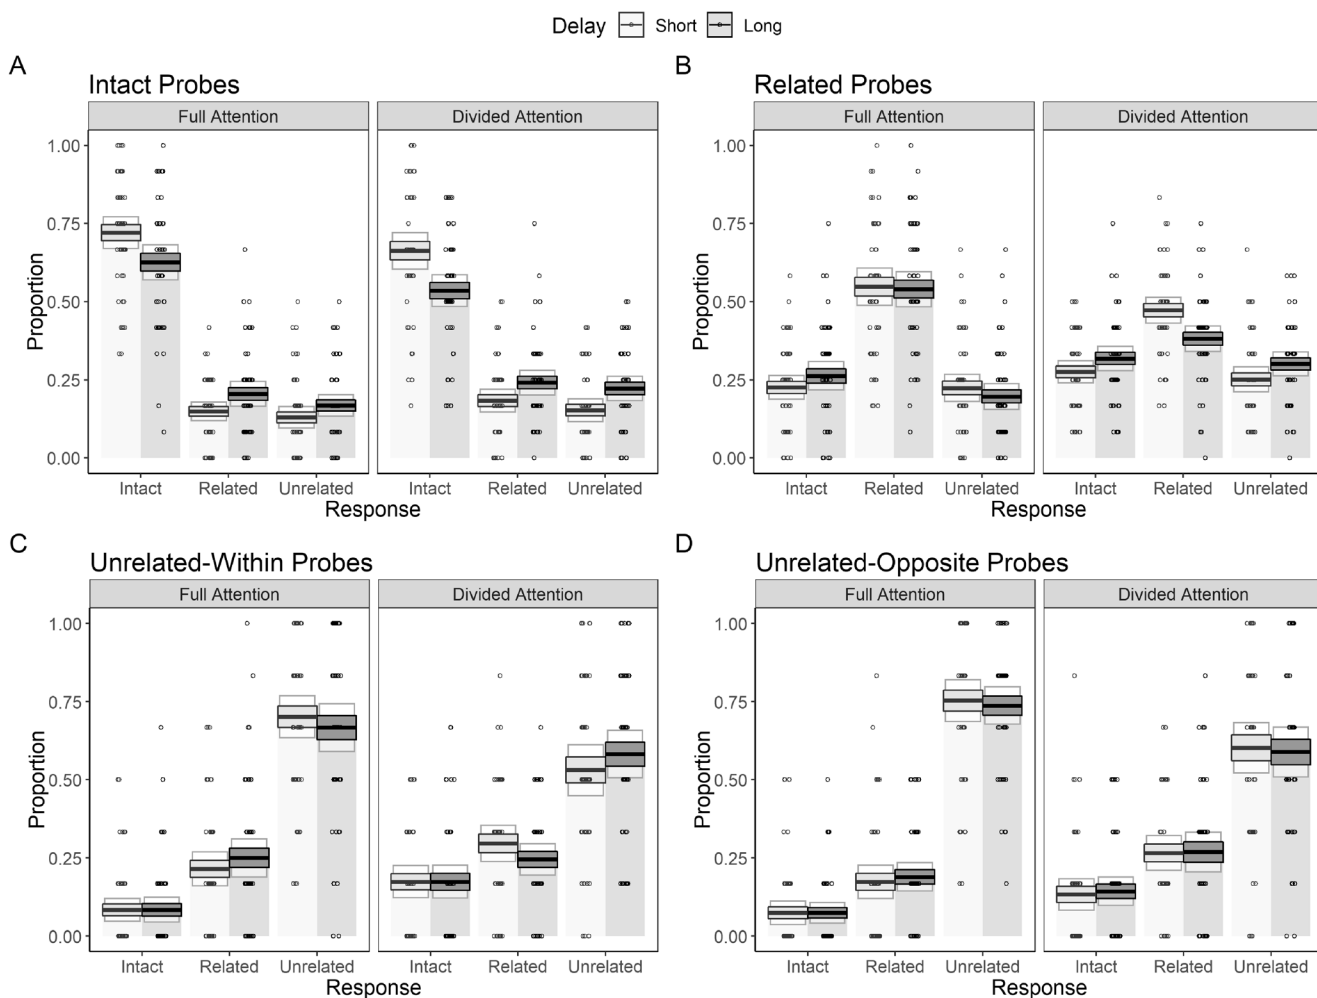 Delay Short Long
A
Intact Probes
Full Attention Divided Attention
1.00
0.75
0.50
0.25
0.00
Proportion
Intact Related Unrelated Intact Related Unrelated
Response
B
Related Probes
Full Attention Divided Attention
1.00
0.75
0.50
0.25
0.00
Proportion
Intact Related Unrelated Intact Related Unrelated
Response
C
Unrelated-Within Probes
Full Attention Divided Attention
1.00
0.75
0.50
0.25
0.00
Proportion
Intact Related Unrelated Intact Related Unrelated
Response
D
Unrelated-Opposite Probes
Full Attention Divided Attention
1.00
0.75
0.50
0.25
0.00
Proportion
Intact Related Unrelated Intact Related Unrelated
Response